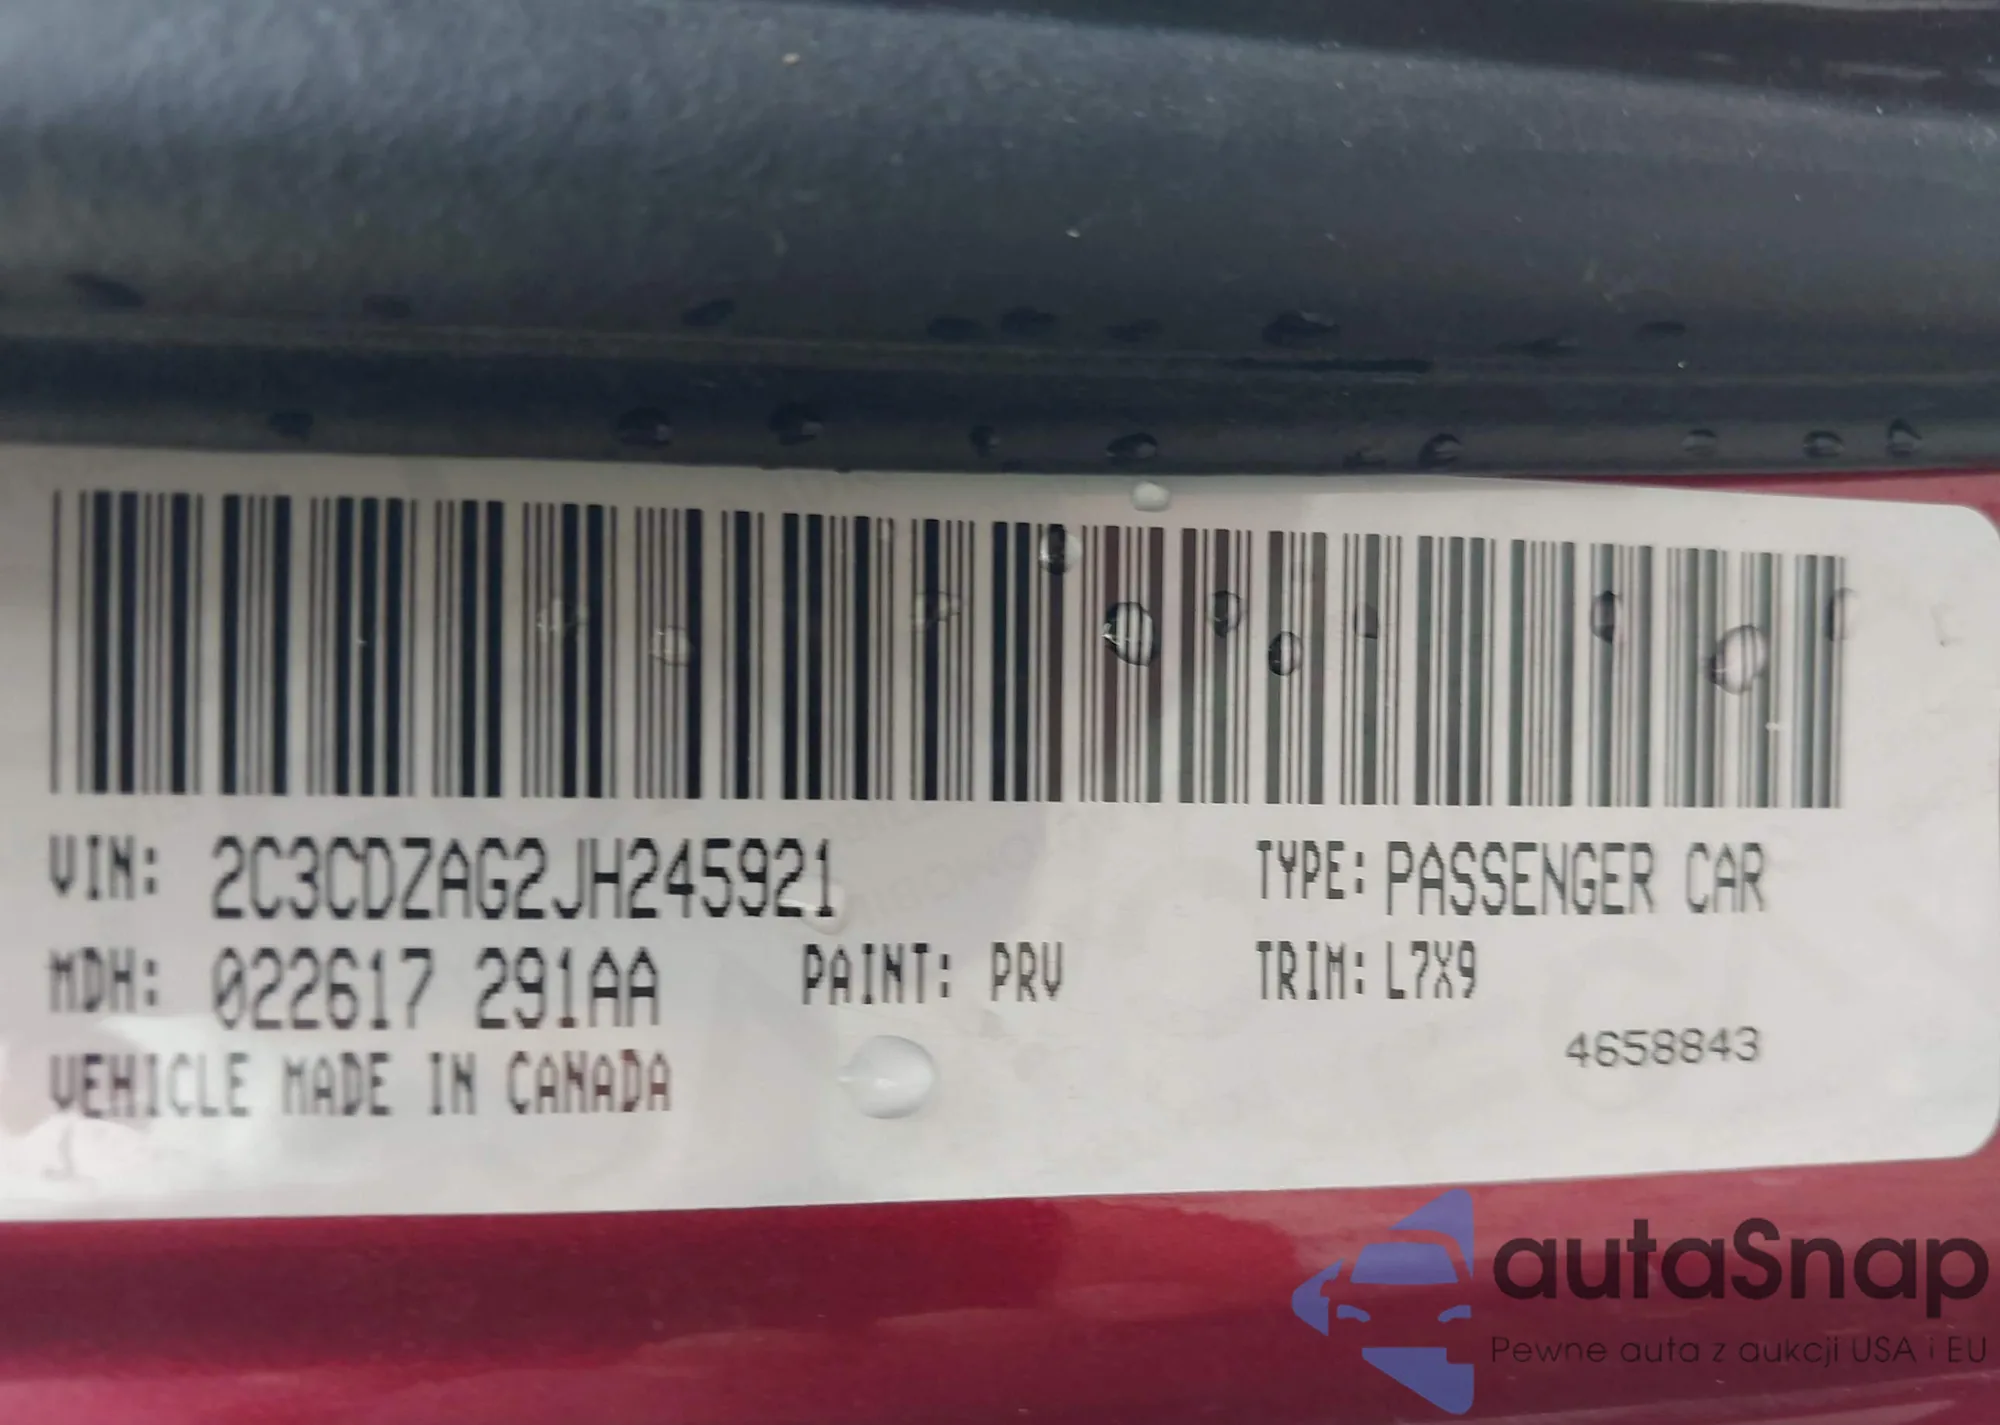 VIN: 2C3CDZAG2JH245921 TYPE: PASSENGER CAR
MDH: 022617 291AA PAINT: PRV TRIM: L7X9
VEHICLE MADE IN CANADA 4658843
autaSnap
Pewne auta z aukcji USA i EU